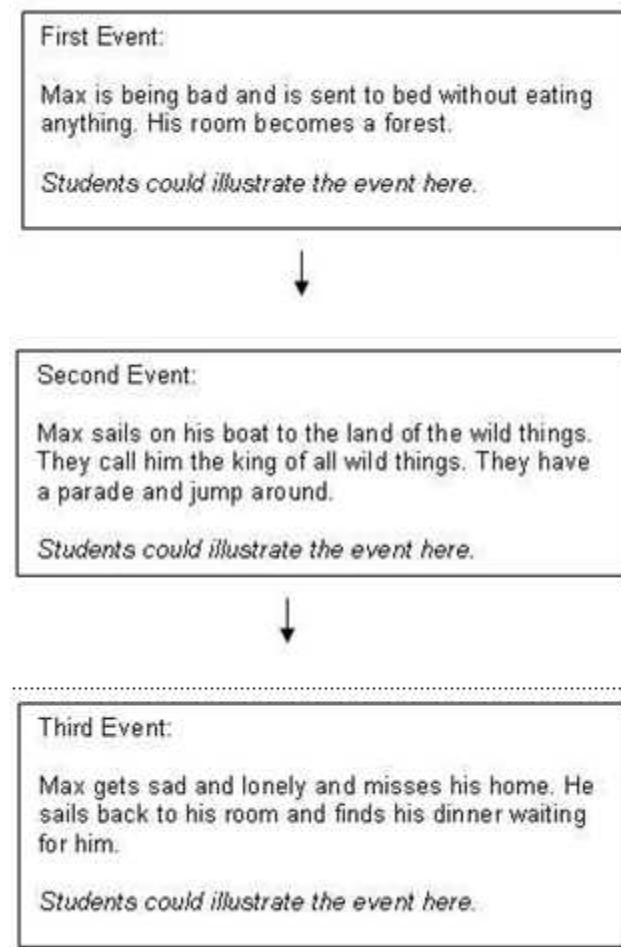 First Event:
Max is being bad and is sent to bed without eating
anything. His room becomes a forest.
Students could illustrate the event here.
Second Event:
Max sails on his boat to the land of the wild things.
They call him the king of all wild things. They have
a parade and jump around.
Students could illustrate the event here.
Third Event:
Max gets sad and lonely and misses his home. He
sails back to his room and finds his dinner waiting
for him.
Students could illustrate the event here.